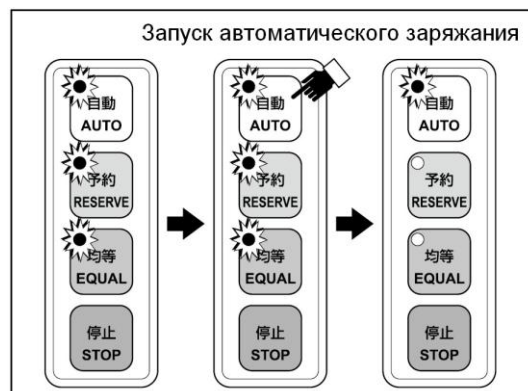 Запуск автоматического заряжания
自動
AUTO
予約
RESERVE
均等
EQUAL
停止
STOP
自動
AUTO
予約
RESERVE
均等
EQUAL
停止
STOP
自動
AUTO
予約
RESERVE
均等
EQUAL
停止
STOP